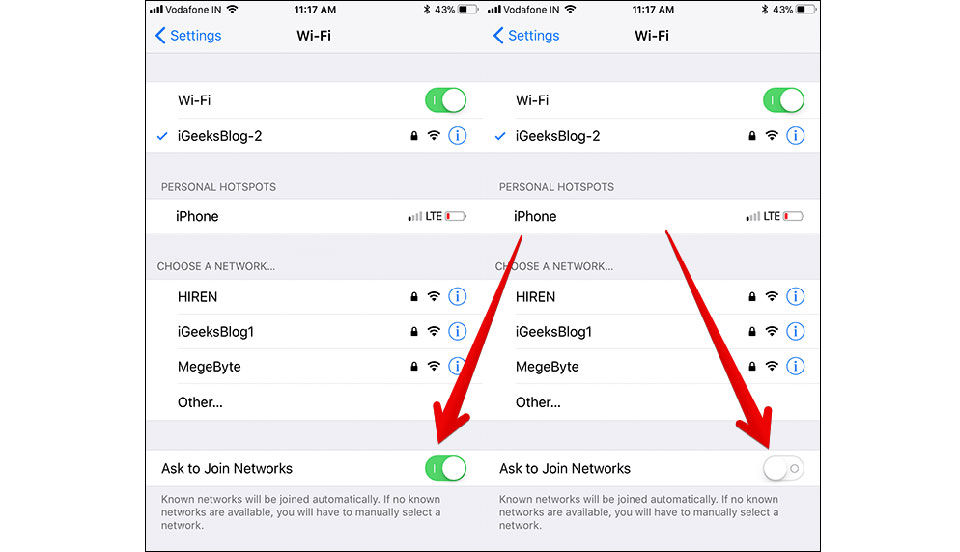 Vodafone IN 11:17 AM 43%
Settings Wi-Fi
Wi-Fi
iGeeksBlog-2
PERSONAL HOTSPOTS
iPhone LTE
CHOOSE A NETWORK...
HIREN
iGeeksBlog1
MegeByte
Other...
Ask to Join Networks
Known networks will be joined automatically. If no known
networks are available, you will have to manually select a
network.
Vodafone IN 11:17 AM 43%
Settings Wi-Fi
Wi-Fi
iGeeksBlog-2
PERSONAL HOTSPOTS
iPhone LTE
CHOOSE A NETWORK...
HIREN
iGeeksBlog1
MegeByte
Other...
Ask to Join Networks
Known networks will be joined automatically. If no known
networks are available, you will have to manually select a
network.